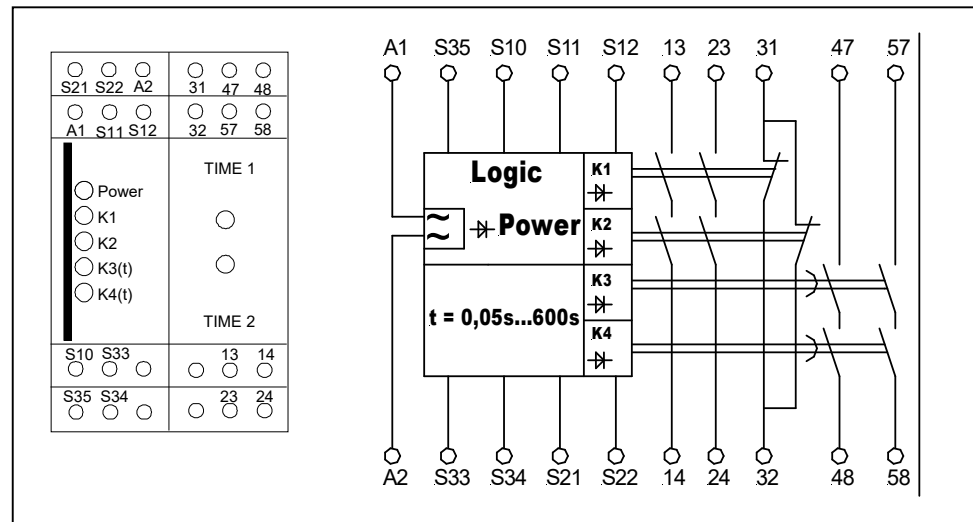 S21 S22 A2 31 47 48
A1 S11 S12 32 57 58
TIME 1
Power
K1
K2
K3(t)
K4(t)
TIME 2
S10 S33 13 14
S35 S34 23 24
A1 S35 S10 S11 S12 13 23 31 47 57
Logic K1
Power K2
t = 0,05s...600s K3
K4
A2 S33 S34 S21 S22 14 24 32 48 58